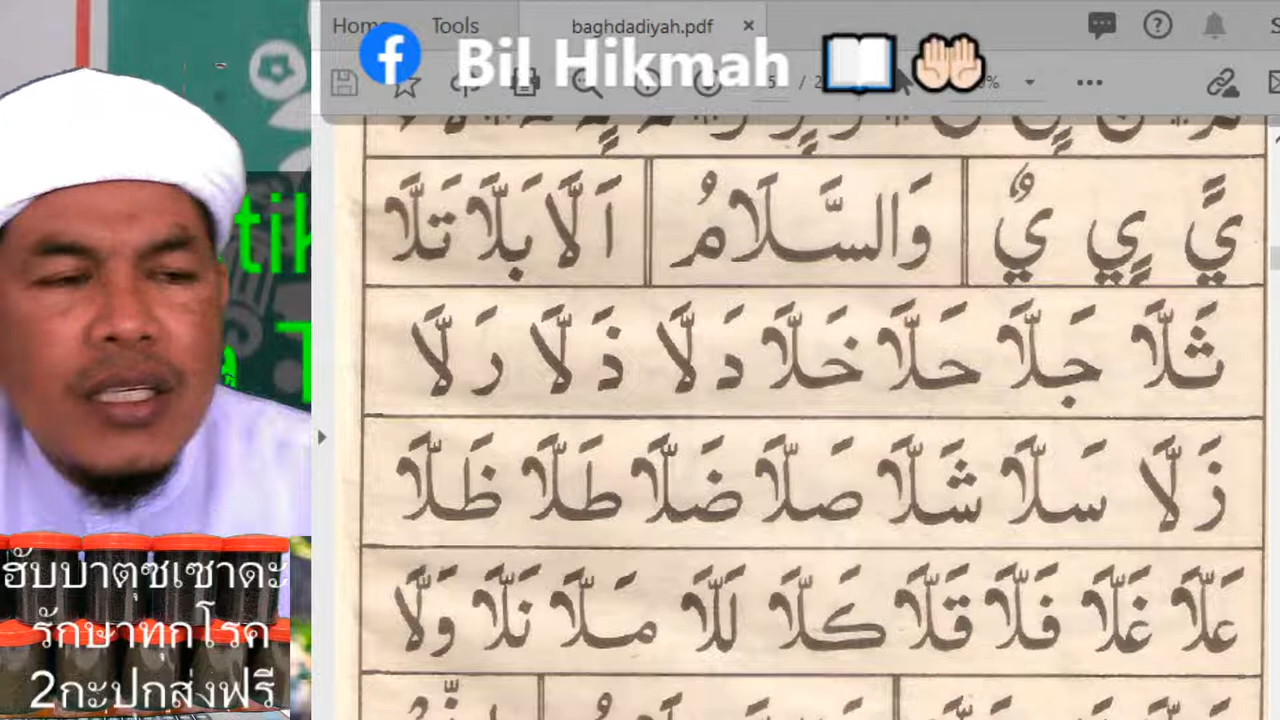 Home Tools baghdadiyah.pdf
Bil Hikmah
يً يٍ يٌ
وَالسَّلَامُ
اَ لَّا بَلَّا تَلَّا
ثَلَّا جَلَّا حَلَّا خَلَّا دَ لَّا ذَ لَّا رَ لَّا
زَ لَّا سَلَّا شَلَّا صَلَّا ضَلَّا طَلَّا ظَلَّا
عَلَّا غَلَّا فَلَّا قَلَّا كَلَّا لَلَّا مَلَّا نَلَّا وَلَّا
ฮับบาตุซเซาดะ
รักษาทุกโรค
2กะปุกส่งฟรี